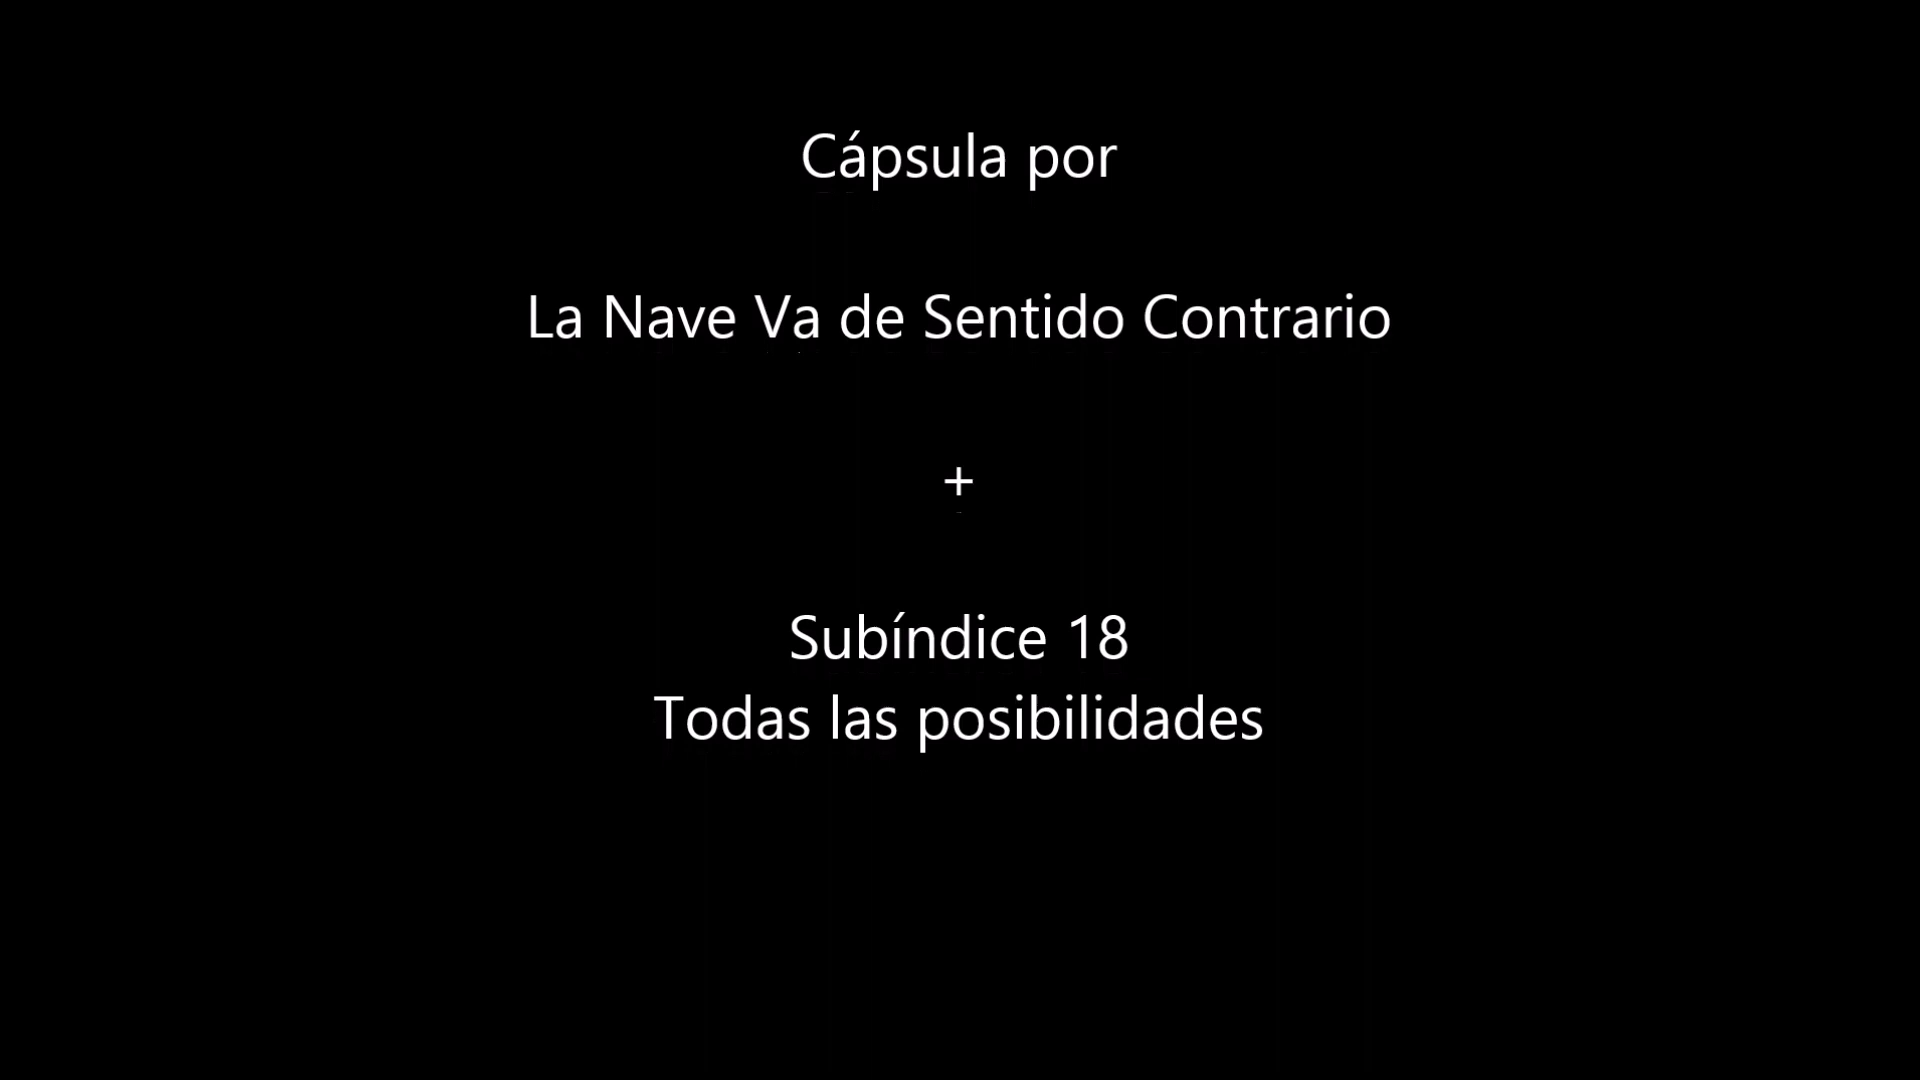 Cápsula por
La Nave Va de Sentido Contrario
+
Subíndice 18
Todas las posibilidades